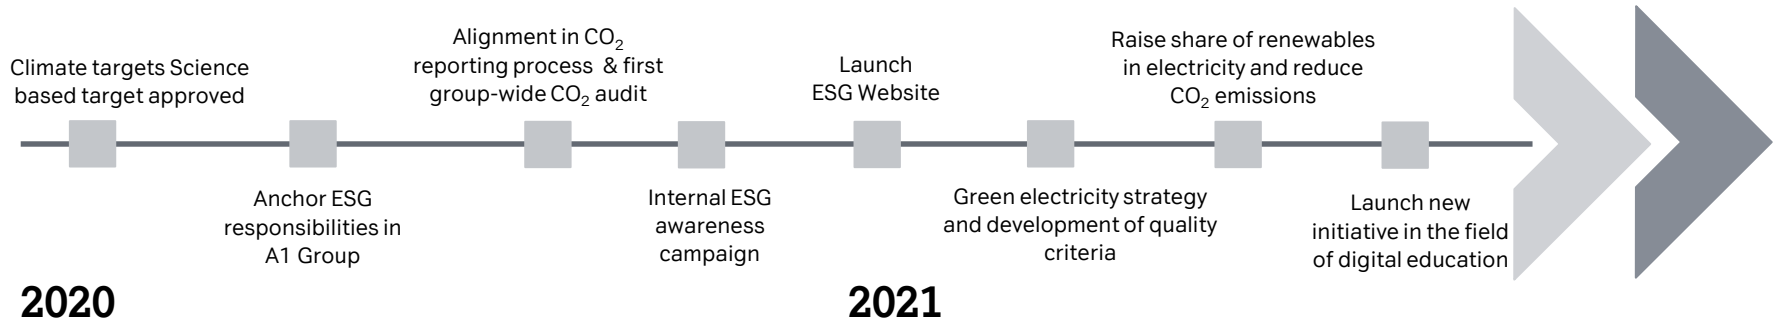 Climate targets Science
based target approved
Anchor ESG
responsibilities in
A1 Group
Alignment in CO₂
reporting process & first
group-wide CO₂ audit
Internal ESG
awareness
campaign
Launch
ESG Website
Green electricity strategy
and development of quality
criteria
Raise share of renewables
in electricity and reduce
CO₂ emissions
Launch new
initiative in the field
of digital education
2020
2021